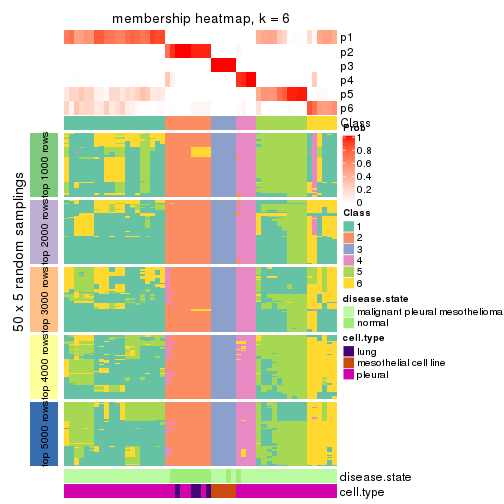 membership heatmap, k = 6
p1
p2
p3
p4
p5
p6
Class
50 x 5 random samplings
top 1000 rows
top 2000 rows
top 3000 rows
top 4000 rows
top 5000 rows
Prob
1
0.8
0.6
0.4
0.2
0
Class
1
2
3
4
5
6
disease.state
malignant pleural mesothelioma
normal
cell.type
lung
mesothelial cell line
pleural
disease.state
cell.type